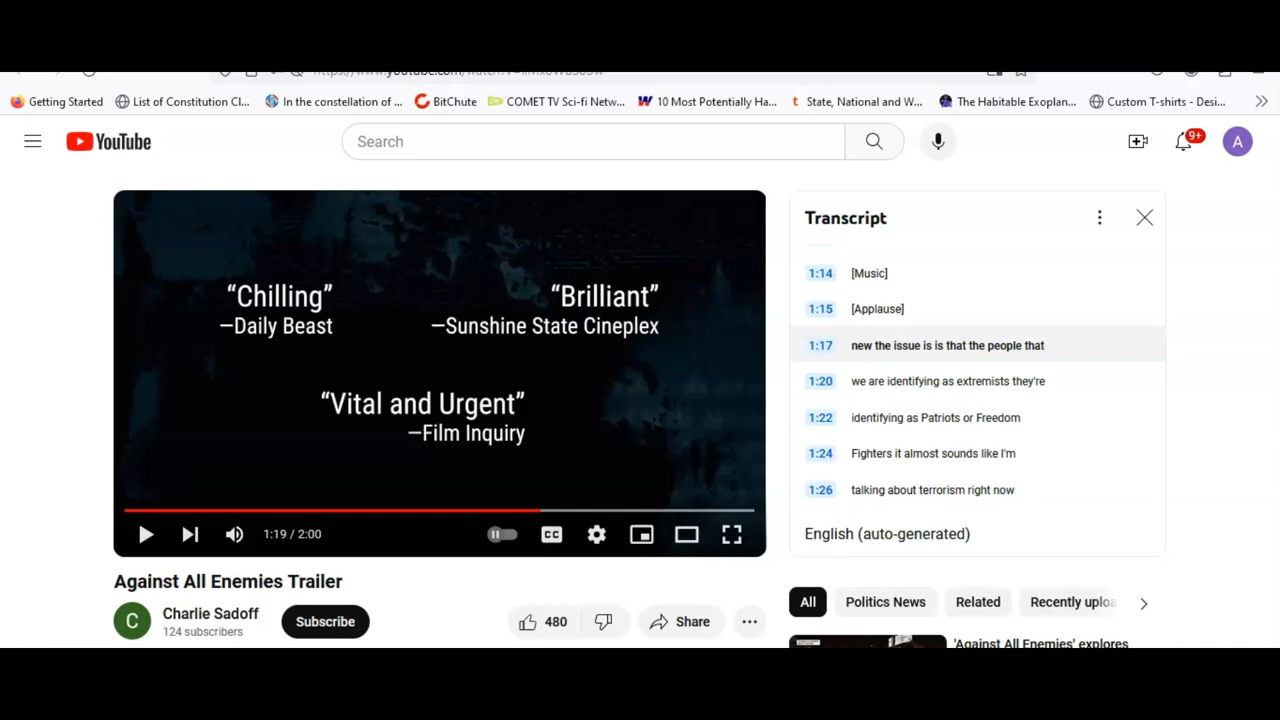 Getting Started List of Constitution Cl... In the constellation of ... BitChute COMET TV Sci-fi Netw... 10 Most Potentially Ha... State, National and W... The Habitable Exoplan... Custom T-shirts - Desi...
YouTube Search 9+ A
Transcript
1:14 [Music]
1:15 [Applause]
1:17 new the issue is is that the people that
1:20 we are identifying as extremists they're
1:22 identifying as Patriots or Freedom
1:24 Fighters it almost sounds like I'm
1:26 talking about terrorism right now
English (auto-generated)
“Chilling” “Brilliant”
—Daily Beast —Sunshine State Cineplex
“Vital and Urgent”
—Film Inquiry
1:19 / 2:00 CC
Against All Enemies Trailer
C Charlie Sadoff
124 subscribers
Subscribe 480 Share
All Politics News Related Recently uploa
'Against All Enemies' explores